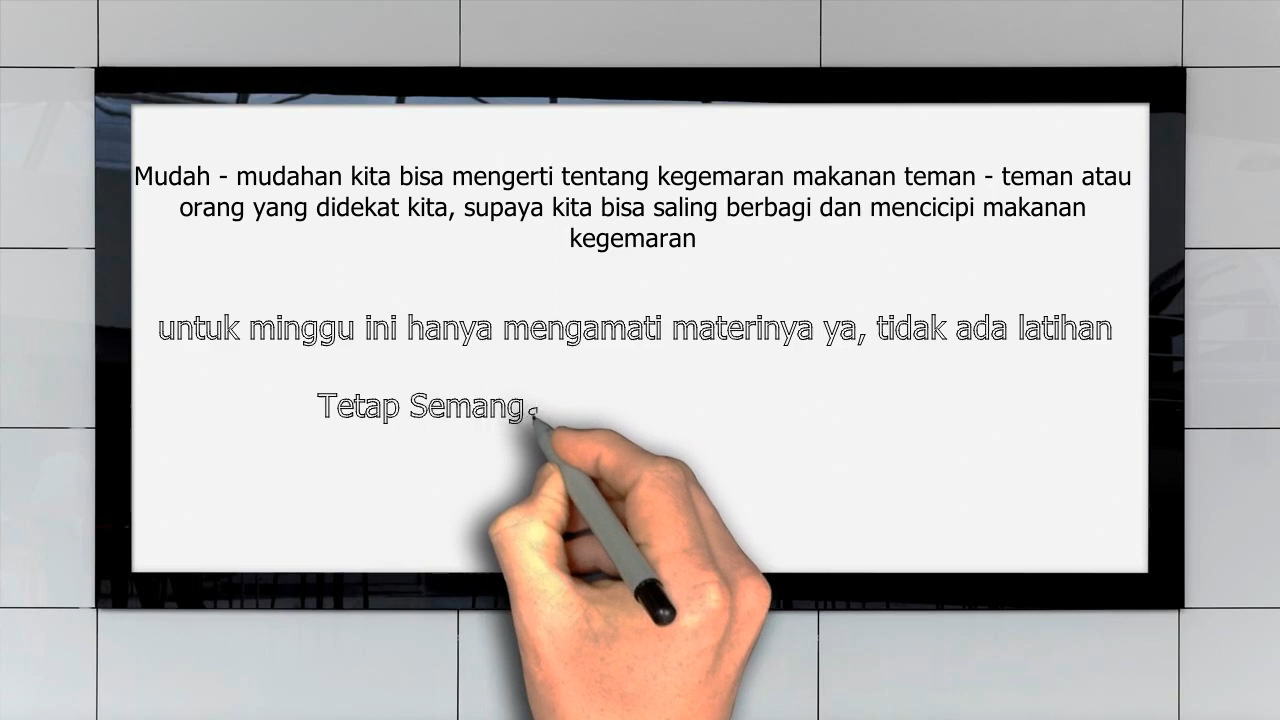 Mudah - mudahan kita bisa mengerti tentang kegemaran makanan teman - teman atau
orang yang didekat kita, supaya kita bisa saling berbagi dan mencicipi makanan
kegemaran
untuk minggu ini hanya mengamati materinya ya, tidak ada latihan
Tetap Semang